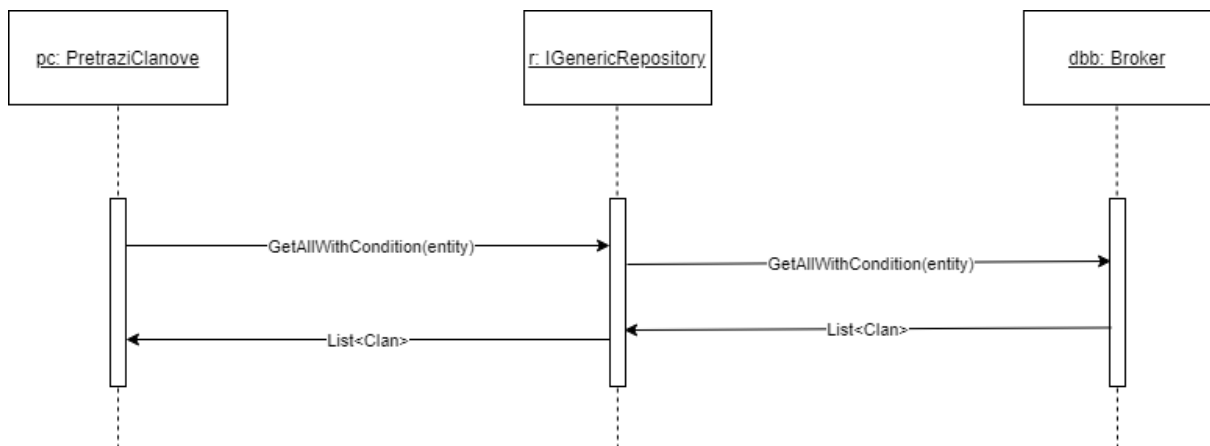 pc: PretraziClanove
r: IGenericRepository
dbb: Broker
GetAllWithCondition(entity)
GetAllWithCondition(entity)
List<Clan>
List<Clan>